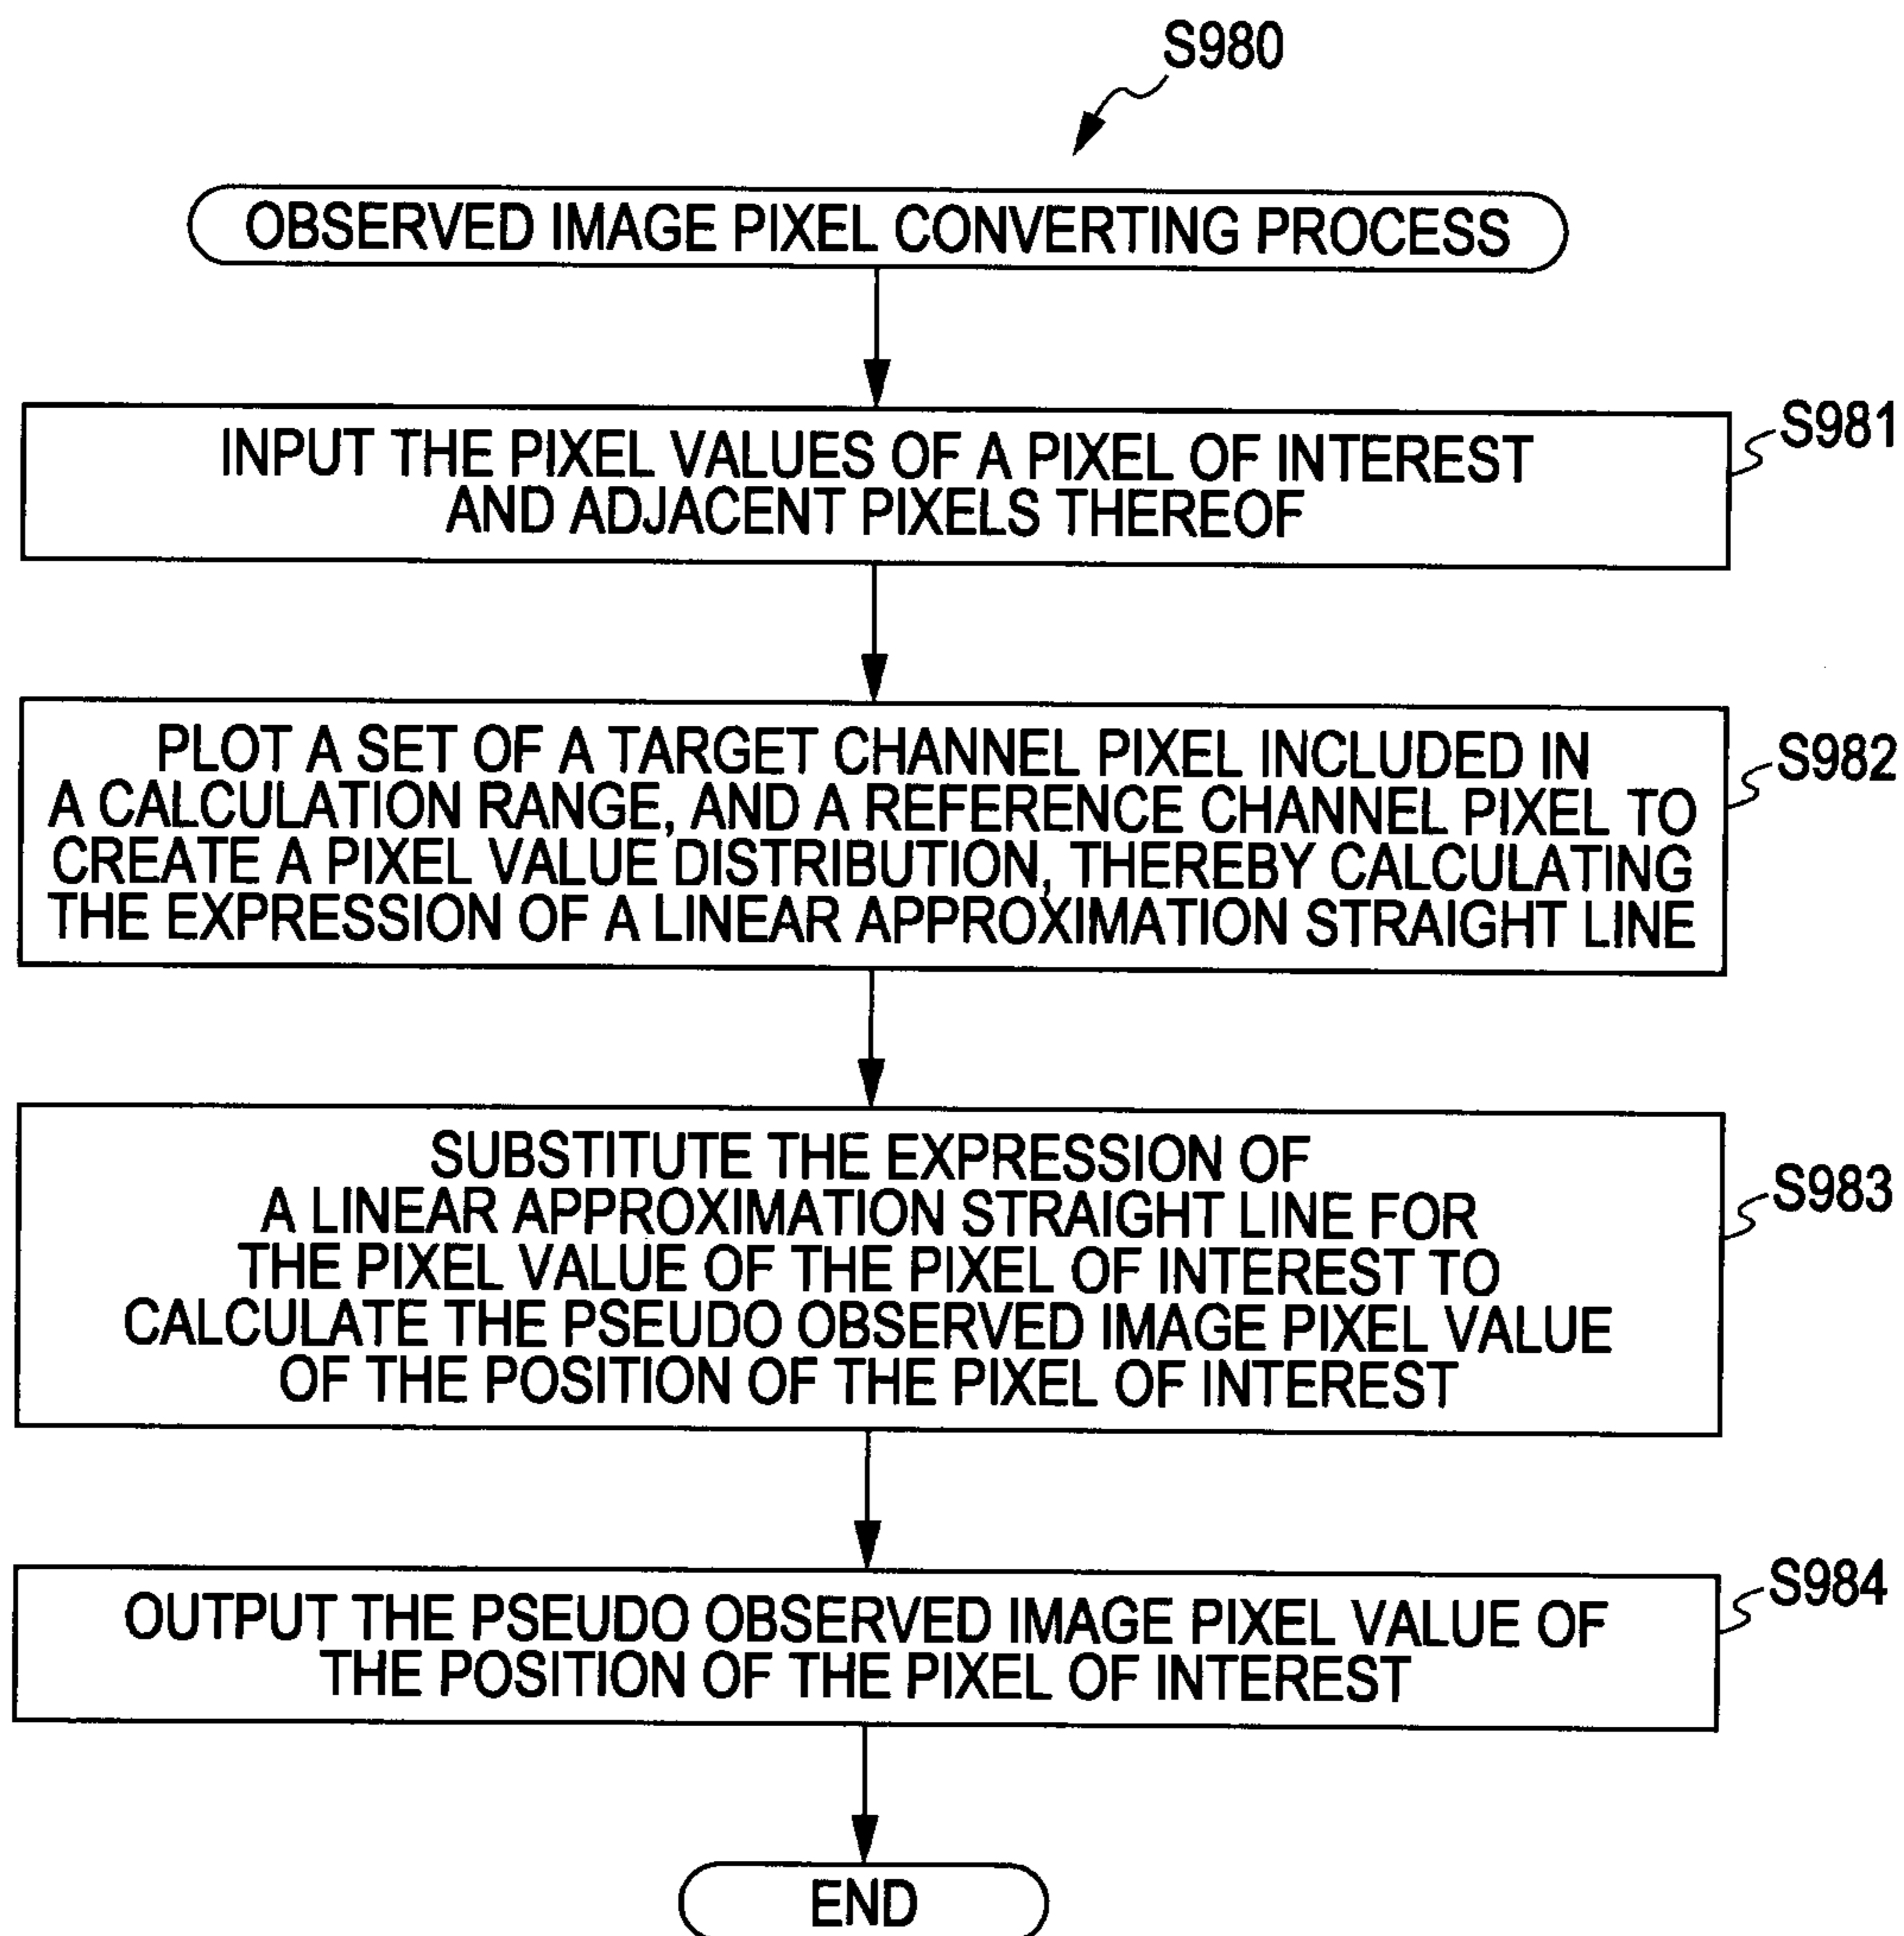 S980
OBSERVED IMAGE PIXEL CONVERTING PROCESS
INPUT THE PIXEL VALUES OF A PIXEL OF INTEREST
AND ADJACENT PIXELS THEREOF
S981
PLOT A SET OF A TARGET CHANNEL PIXEL INCLUDED IN
A CALCULATION RANGE, AND A REFERENCE CHANNEL PIXEL TO
CREATE A PIXEL VALUE DISTRIBUTION, THEREBY CALCULATING
THE EXPRESSION OF A LINEAR APPROXIMATION STRAIGHT LINE
S982
SUBSTITUTE THE EXPRESSION OF
A LINEAR APPROXIMATION STRAIGHT LINE FOR
THE PIXEL VALUE OF THE PIXEL OF INTEREST TO
CALCULATE THE PSEUDO OBSERVED IMAGE PIXEL VALUE
OF THE POSITION OF THE PIXEL OF INTEREST
S983
OUTPUT THE PSEUDO OBSERVED IMAGE PIXEL VALUE OF
THE POSITION OF THE PIXEL OF INTEREST
S984
END